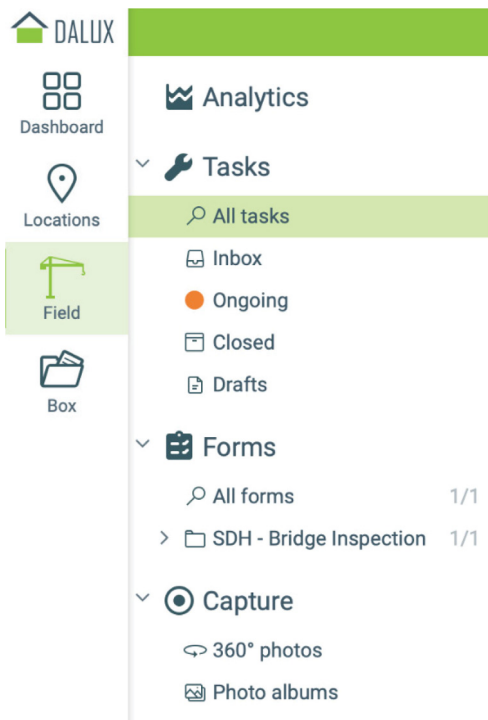 DALUX
Dashboard
Locations
Field
Box
Analytics
Tasks
All tasks
Inbox
Ongoing
Closed
Drafts
Forms
All forms 1/1
SDH - Bridge Inspection 1/1
Capture
360° photos
Photo albums